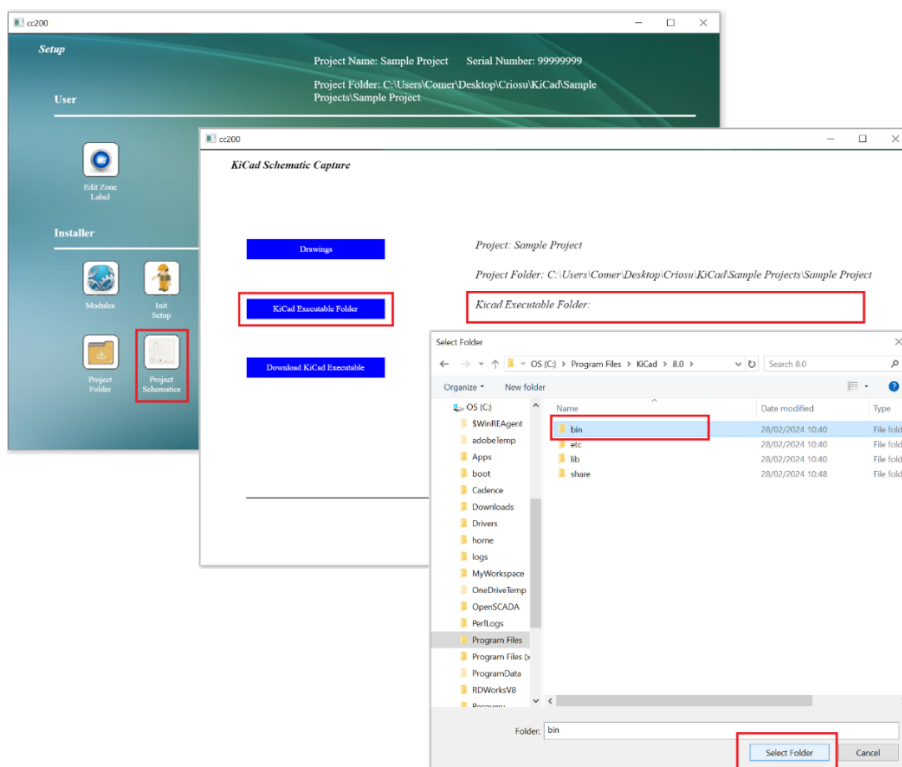 cc200
Setup
Project Name: Sample Project Serial Number: 99999999
Project Folder: C:\Users\Comer\Desktop\Criosu\KiCad\Sample
Projects\Sample Project
User
Edit Zone
Label
Installer
Modules
Init
Setup
Project
Folder
Project
Schematics
cc200
KiCad Schematic Capture
Drawings
Project: Sample Project
Project Folder: C:\Users\Comer\Desktop\Criosu\KiCad\Sample Projects\Sample Project
KiCad Executable Folder
Kicad Executable Folder:
Download KiCad Executable
Select Folder
« OS (C:) > Program Files > KiCad > 8.0 >
Search 8.0
Organize
New folder
OS (C:)
$WinREAgent
adobeTemp
Apps
boot
Cadence
Downloads
Drivers
home
logs
MyWorkspace
OneDriveTemp
OpenSCADA
PerfLogs
Program Files
Program Files (x
ProgramData
RDWorksV8
Recovery
Name Date modified Type
bin 28/02/2024 10:40 File fold
etc 28/02/2024 10:40 File fold
lib 28/02/2024 10:40 File fold
share 28/02/2024 10:48 File fold
Folder: bin
Select Folder
Cancel